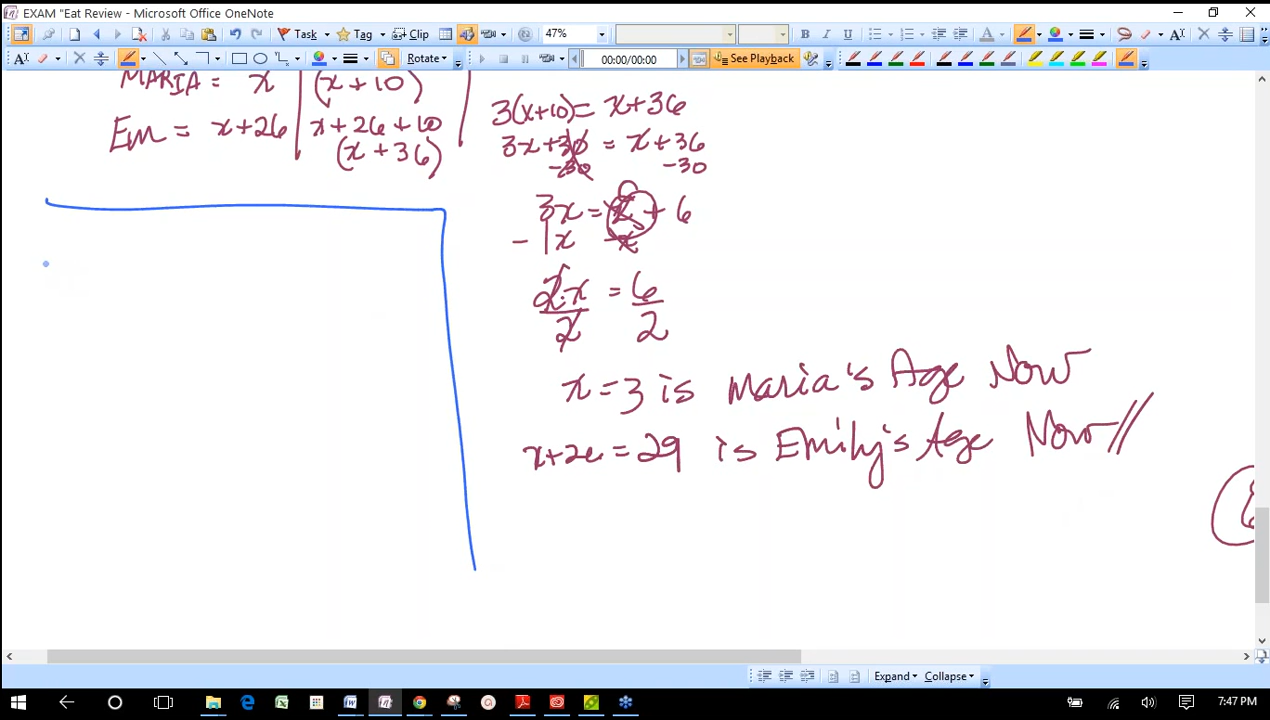 EXAM "Eat Review - Microsoft Office OneNote
Task Tag Clip 47% B I U
Rotate 00:00/00:00 See Playback
MARIA = x | (x + 10)
Em = x+26 | x + 26 + 10
(x + 36)
3(x+10) = x+36
3x+30 = x+36
-30 -30
3x = x + 6
- 1x - x
2·x = 6
2 2
x = 3 is Maria's Age Now
x+26 = 29 is Emily's Age Now//
Expand Collapse
7:47 PM